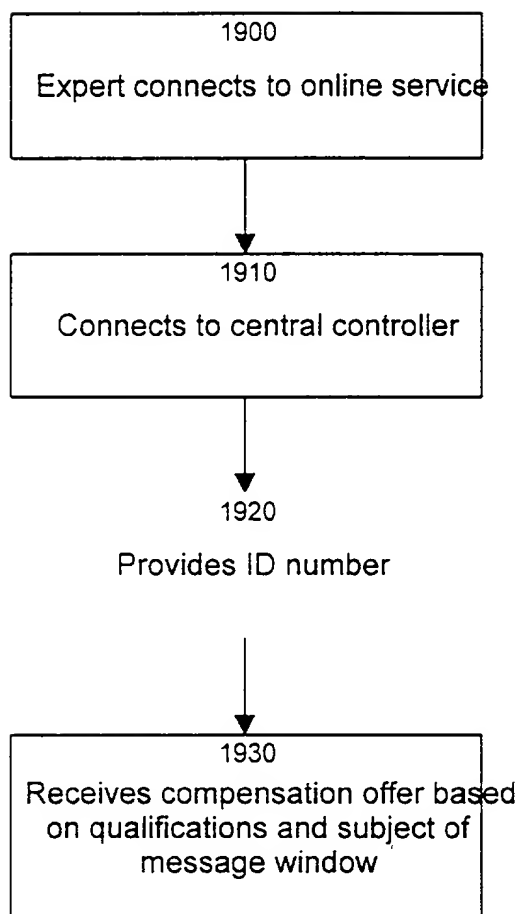 1900
Expert connects to online service
1910
Connects to central controller
1920
Provides ID number
1930
Receives compensation offer based
on qualifications and subject of
message window